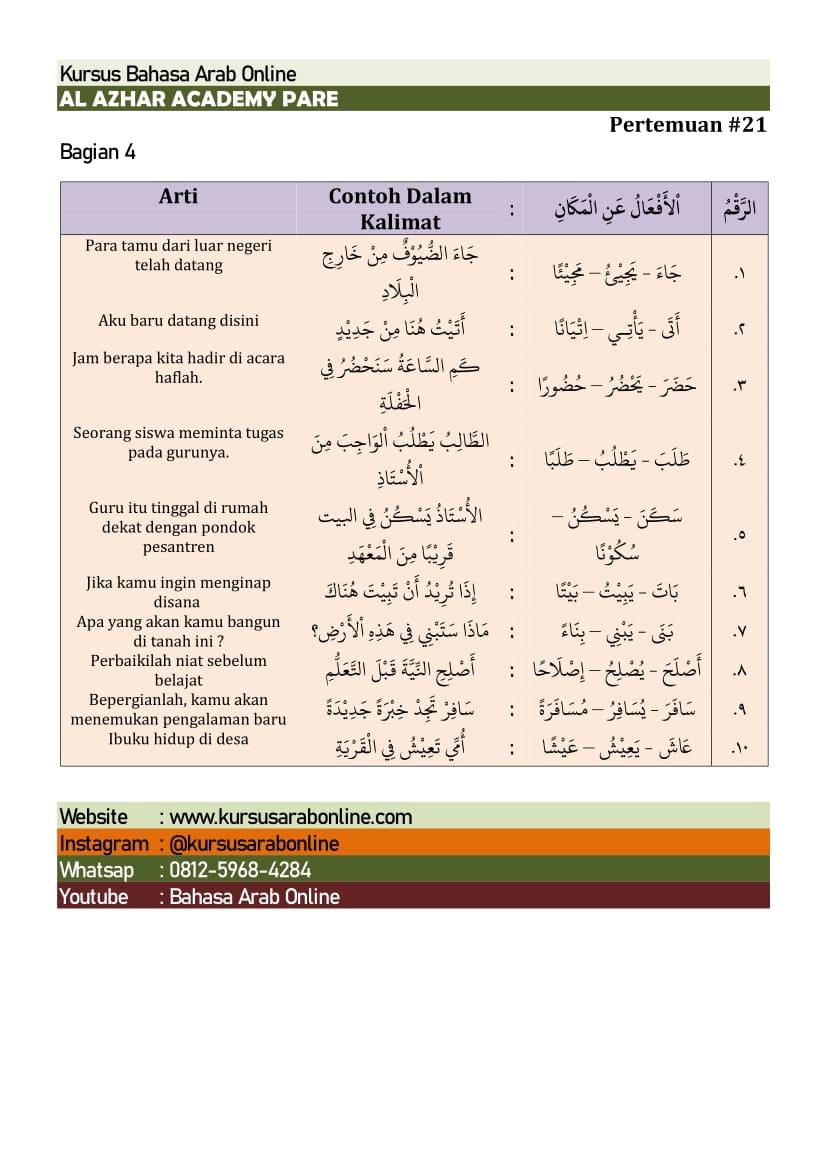 Kursus Bahasa Arab Online
AL AZHAR ACADEMY PARE
Pertemuan #21
Bagian 4
الرَّقْمُ | اْلأَفْعَالُ عَنِ الْمَكَانِ | : | Contoh Dalam Kalimat | Arti
١. | جَاءَ - يَجِيْئُ – مَجِيْئًا | : | جَاءَ الضُّيُوْفُ مِنْ خَارِجِ الْبِلَادِ | Para tamu dari luar negeri telah datang
٢. | أَتَى - يَأْتِي – اِتْيَانًا | : | أَتَيْتُ هُنَا مِنْ جَدِيْدٍ | Aku baru datang disini
٣. | حَضَرَ - يَحْضُرُ – حُضُورًا | : | كَمِ السَّاعَةُ سَنَحْضُرُ فِي الْحَفْلَةِ | Jam berapa kita hadir di acara haflah.
٤. | طَلَبَ - يَطْلُبُ – طَلَبًا | : | الطَّالِبُ يَطْلُبُ اْلوَاجِبَ مِنَ اْلأُسْتَاذِ | Seorang siswa meminta tugas pada gurunya.
٥. | سَكَنَ - يَسْكُنُ – سُكُوْنًا | : | الأُسْتَاذُ يَسْكُنُ فِي البيت قَرِيْبًا مِنَ الْمَعْهَدِ | Guru itu tinggal di rumah dekat dengan pondok pesantren
٦. | بَاتَ - يَبِيْتُ – بَيْتًا | : | إِذَا تُرِيْدُ أَنْ تَبِيْتَ هُنَاكَ | Jika kamu ingin menginap disana
٧. | بَنَى - يَبْنِي – بِنَاءً | : | مَاذَا سَتَبْنِي فِي هَذِهِ اْلأَرْضِ؟ | Apa yang akan kamu bangun di tanah ini ?
٨. | أَصْلَحَ - يُصْلِحُ – إِصْلَاحًا | : | أَصْلِحِ النِّيَّةَ قَبْلَ التَّعَلُّمِ | Perbaikilah niat sebelum belajat
٩. | سَافَرَ - يُسَافِرُ – مُسَافَرَةً | : | سَافِرْ تَجِدْ خِبْرَةً جَدِيْدَةً | Bepergianlah, kamu akan menemukan pengalaman baru
١٠. | عَاشَ - يَعِيْشُ – عَيْشًا | : | أُمِّي تَعِيْشُ فِي الْقَرْيَةِ | Ibuku hidup di desa
Website : www.kursusarabonline.com
Instagram : @kursusarabonline
Whatsap : 0812-5968-4284
Youtube : Bahasa Arab Online